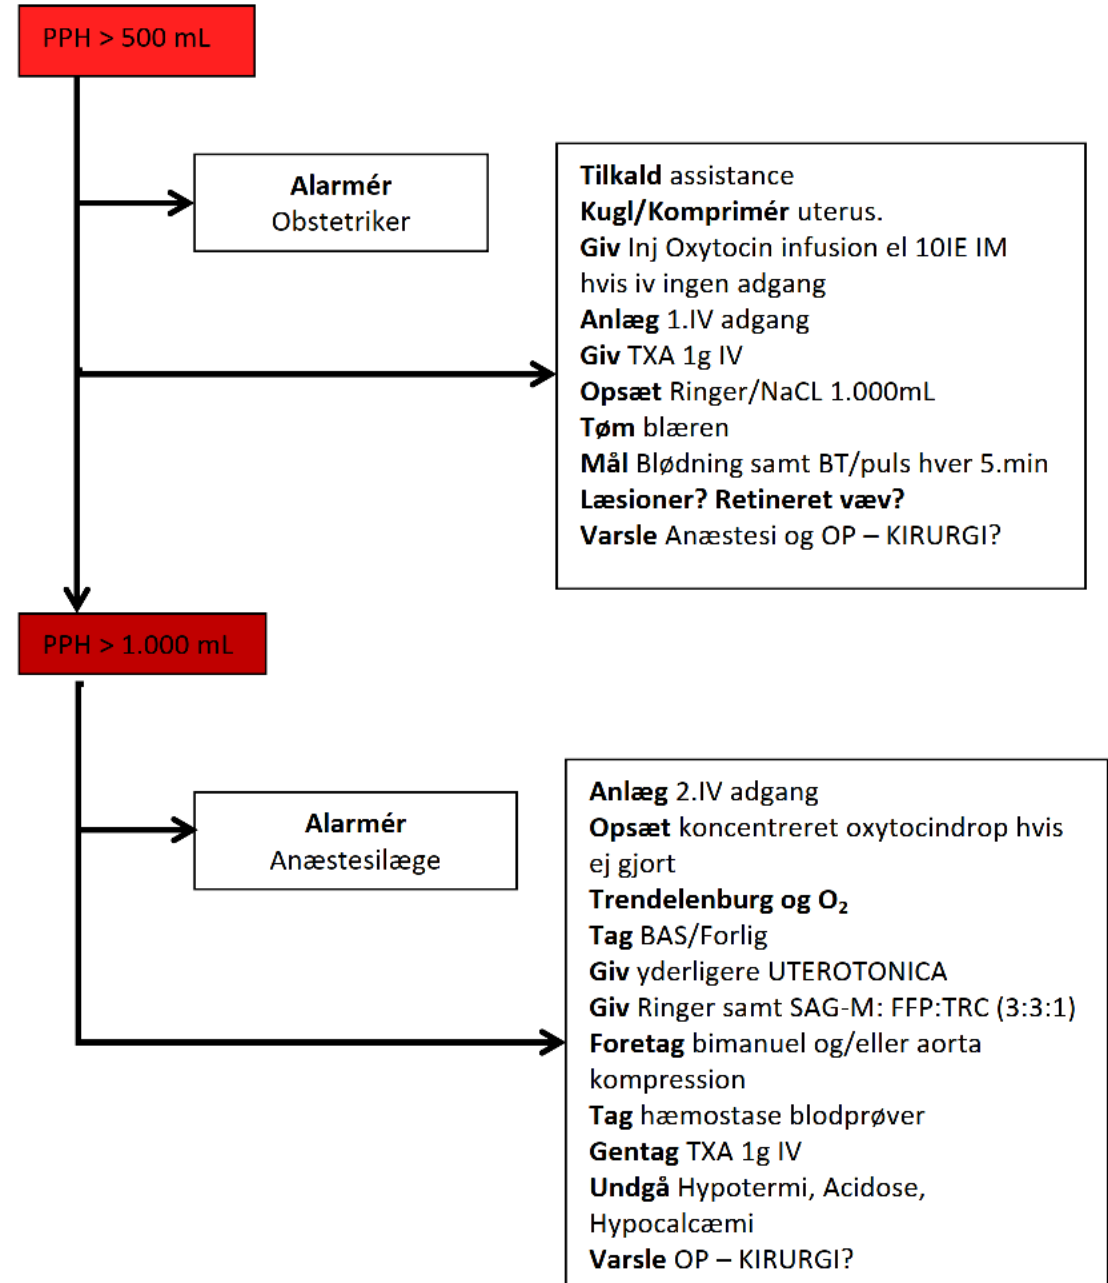 PPH > 500 mL
Alarmér
Obstetriker
Tilkald assistance
Kugl/Komprimér uterus.
Giv Inj Oxytocin infusion el 10IE IM
hvis iv ingen adgang
Anlæg 1.IV adgang
Giv TXA 1g IV
Opsæt Ringer/NaCL 1.000mL
Tøm blæren
Mål Blødning samt BT/puls hver 5.min
Læsioner? Retineret væv?
Varsle Anæstesi og OP – KIRURGI?
PPH > 1.000 mL
Alarmér
Anæstesilæge
Anlæg 2.IV adgang
Opsæt koncentreret oxytocindrop hvis
ej gjort
Trendelenburg og O₂
Tag BAS/Forlig
Giv yderligere UTEROTONICA
Giv Ringer samt SAG-M: FFP:TRC (3:3:1)
Foretag bimanuel og/eller aorta
kompression
Tag hæmostase blodprøver
Gentag TXA 1g IV
Undgå Hypotermi, Acidose,
Hypocalcæmi
Varsle OP – KIRURGI?